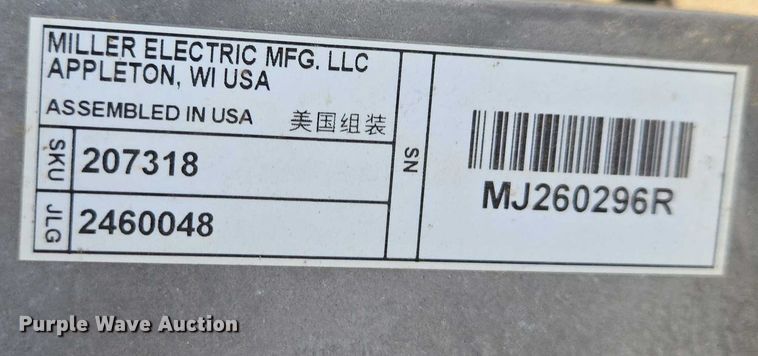 MILLER ELECTRIC MFG. LLC
APPLETON, WI USA
ASSEMBLED IN USA 美国组装
SKU 207318
JLG 2460048
SN
MJ260296R
Purple Wave Auction